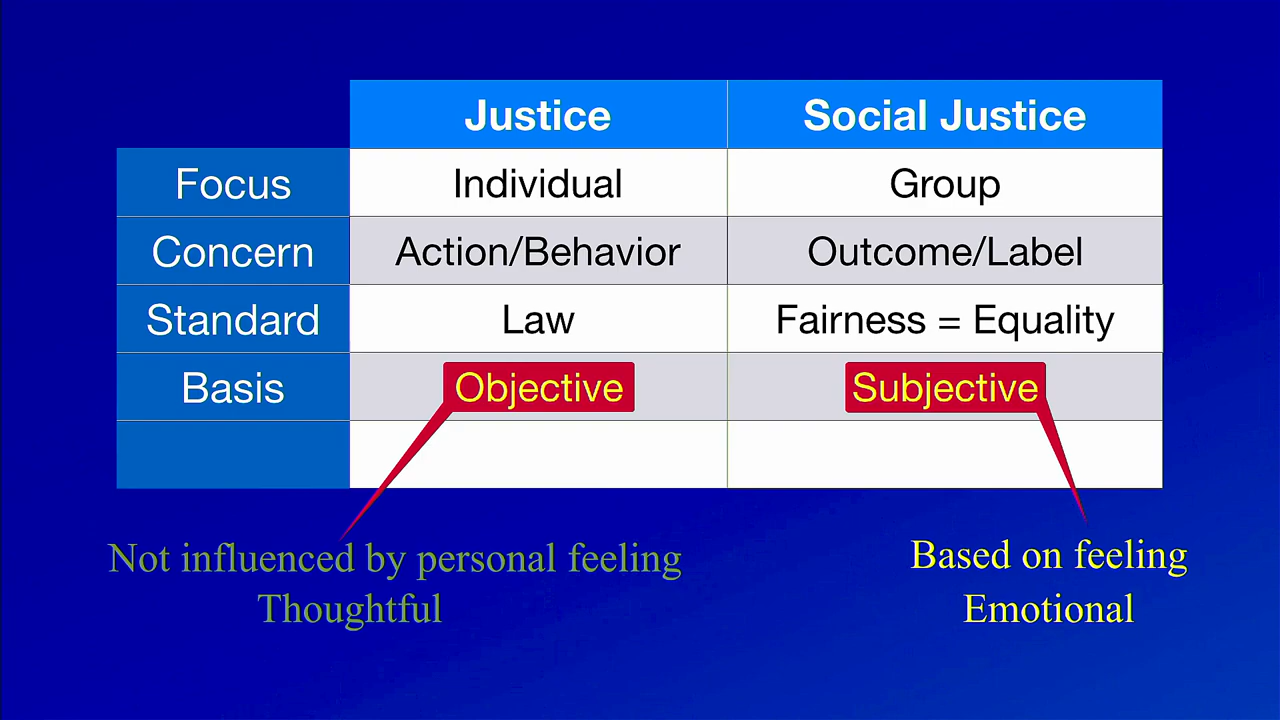 Justice Social Justice
Focus Individual Group
Concern Action/Behavior Outcome/Label
Standard Law Fairness = Equality
Basis Objective Subjective
Not influenced by personal feeling
Thoughtful
Based on feeling
Emotional